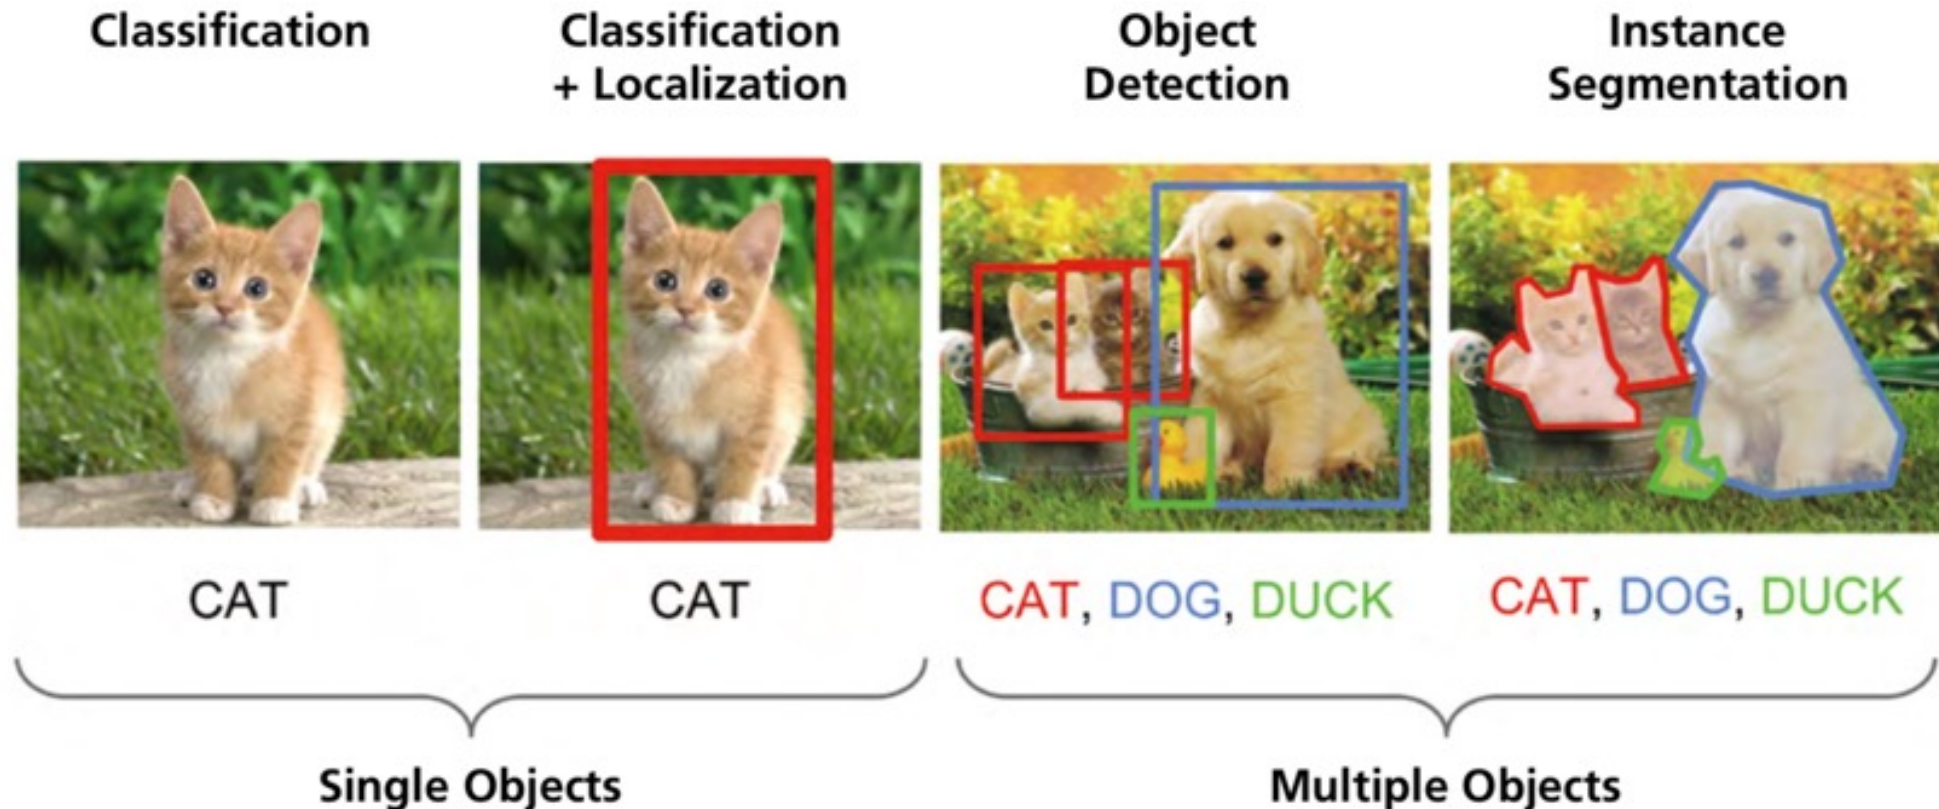 Classification
Classification
+ Localization
Object
Detection
Instance
Segmentation
CAT
CAT
CAT, DOG, DUCK
CAT, DOG, DUCK
Single Objects
Multiple Objects